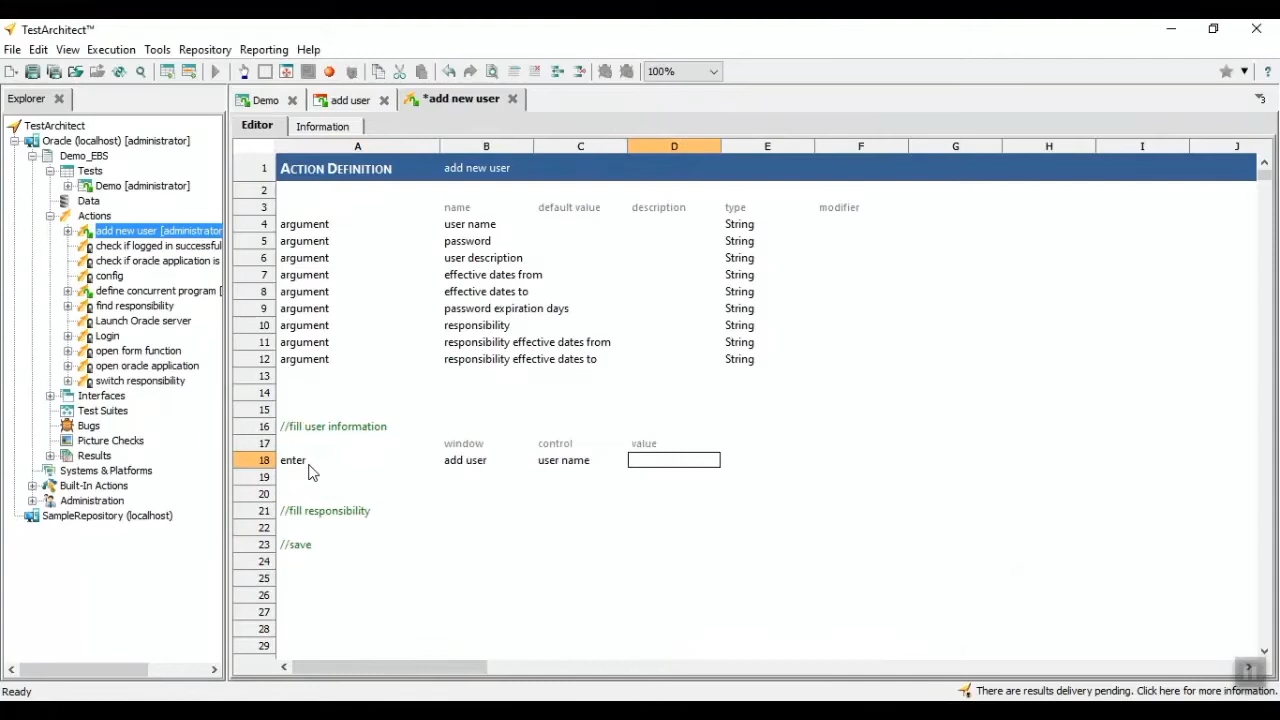 TestArchitect™
File Edit View Execution Tools Repository Reporting Help
100%
?
Explorer
Demo
add user
*add new user
3
TestArchitect
Oracle (localhost) [administrator]
Demo_EBS
Tests
Demo [administrator]
Data
Actions
add new user [administrator
check if logged in successful
check if oracle application is
config
define concurrent program [
find responsibility
Launch Oracle server
Login
open form function
open oracle application
switch responsibility
Interfaces
Test Suites
Bugs
Picture Checks
Results
Systems & Platforms
Built-In Actions
Administration
SampleRepository (localhost)
Editor Information
A B C D E F G H I J
1 ACTION DEFINITION add new user
2
3 name default value description type modifier
4 argument user name String
5 argument password String
6 argument user description String
7 argument effective dates from String
8 argument effective dates to String
9 argument password expiration days String
10 argument responsibility String
11 argument responsibility effective dates from String
12 argument responsibility effective dates to String
13
14
15
16 //fill user information
17 window control value
18 enter add user user name
19
20
21 //fill responsibility
22
23 //save
24
25
26
27
28
29
Ready
There are results delivery pending. Click here for more information.